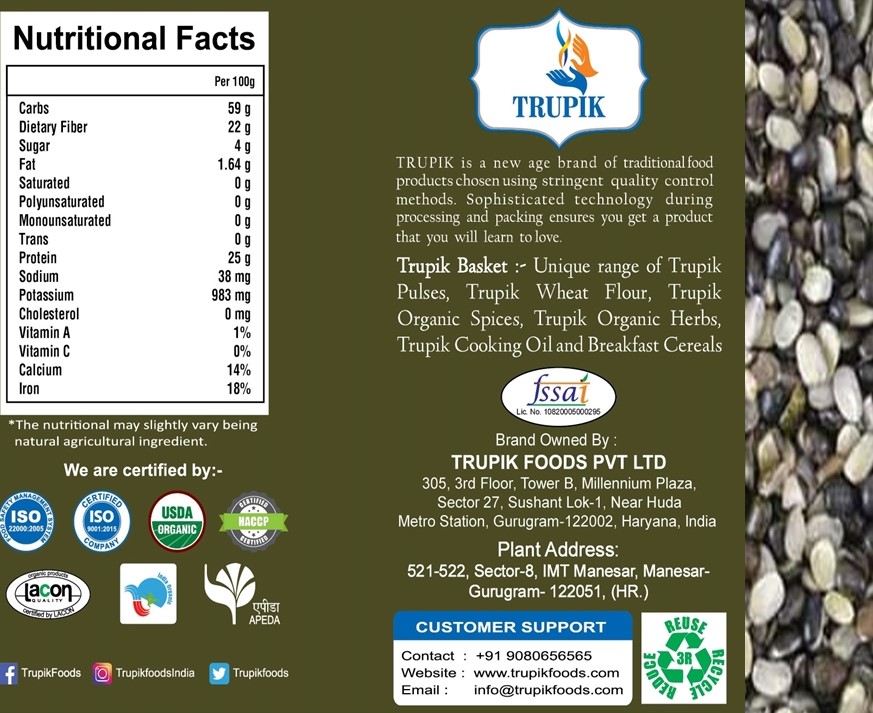 Nutritional Facts
Per 100g
Carbs 59 g
Dietary Fiber 22 g
Sugar 4 g
Fat 1.64 g
Saturated 0 g
Polyunsaturated 0 g
Monounsaturated 0 g
Trans 0 g
Protein 25 g
Sodium 38 mg
Potassium 983 mg
Cholesterol 0 mg
Vitamin A 1%
Vitamin C 0%
Calcium 14%
Iron 18%
*The nutritional may slightly vary being
natural agricultural ingredient.
We are certified by:-
FOOD SAFETY MANAGEMENT SYSTEM
ISO
22000:2005
CERTIFIED
ISO
9001:2015
COMPANY
USDA
ORGANIC
CERTIFIED
HACCP
CERTIFIED
organic products
lacon
QUALITY
certified by LACON
India Organic
एपीडा
APEDA
TrupikFoods TrupikfoodsIndia Trupikfoods
TRUPIK
TRUPIK is a new age brand of traditional food
products chosen using stringent quality control
methods. Sophisticated technology during
processing and packing ensures you get a product
that you will learn to love.
Trupik Basket :- Unique range of Trupik
Pulses, Trupik Wheat Flour, Trupik
Organic Spices, Trupik Organic Herbs,
Trupik Cooking Oil and Breakfast Cereals
fssai
Lic. No. 10820005000295
Brand Owned By :
TRUPIK FOODS PVT LTD
305, 3rd Floor, Tower B, Millennium Plaza,
Sector 27, Sushant Lok-1, Near Huda
Metro Station, Gurugram-122002, Haryana, India
Plant Address:
521-522, Sector-8, IMT Manesar, Manesar-
Gurugram- 122051, (HR.)
CUSTOMER SUPPORT
Contact : +91 9080656565
Website : www.trupikfoods.com
Email : info@trupikfoods.com
REUSE
REDUCE
3R
RECYCLE